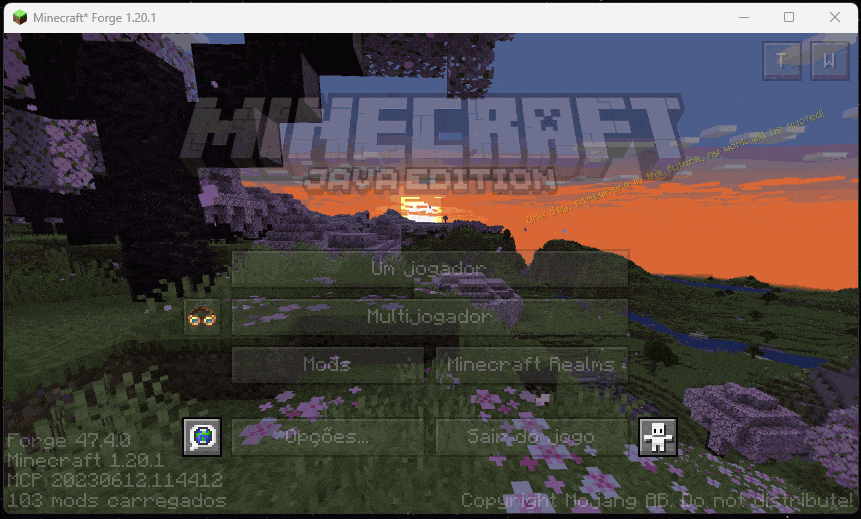 Minecraft* Forge 1.20.1
T W
MINECRAFT
JAVA EDITION
One day, somewhere in the future, my work will be quoted!
Um jogador
Multijogador
Mods
Minecraft Realms
Opções...
Sair do jogo
Forge 47.4.0
Minecraft 1.20.1
MCP 20230612.114412
103 mods carregados
Copyright Mojang AB. Do not distribute!